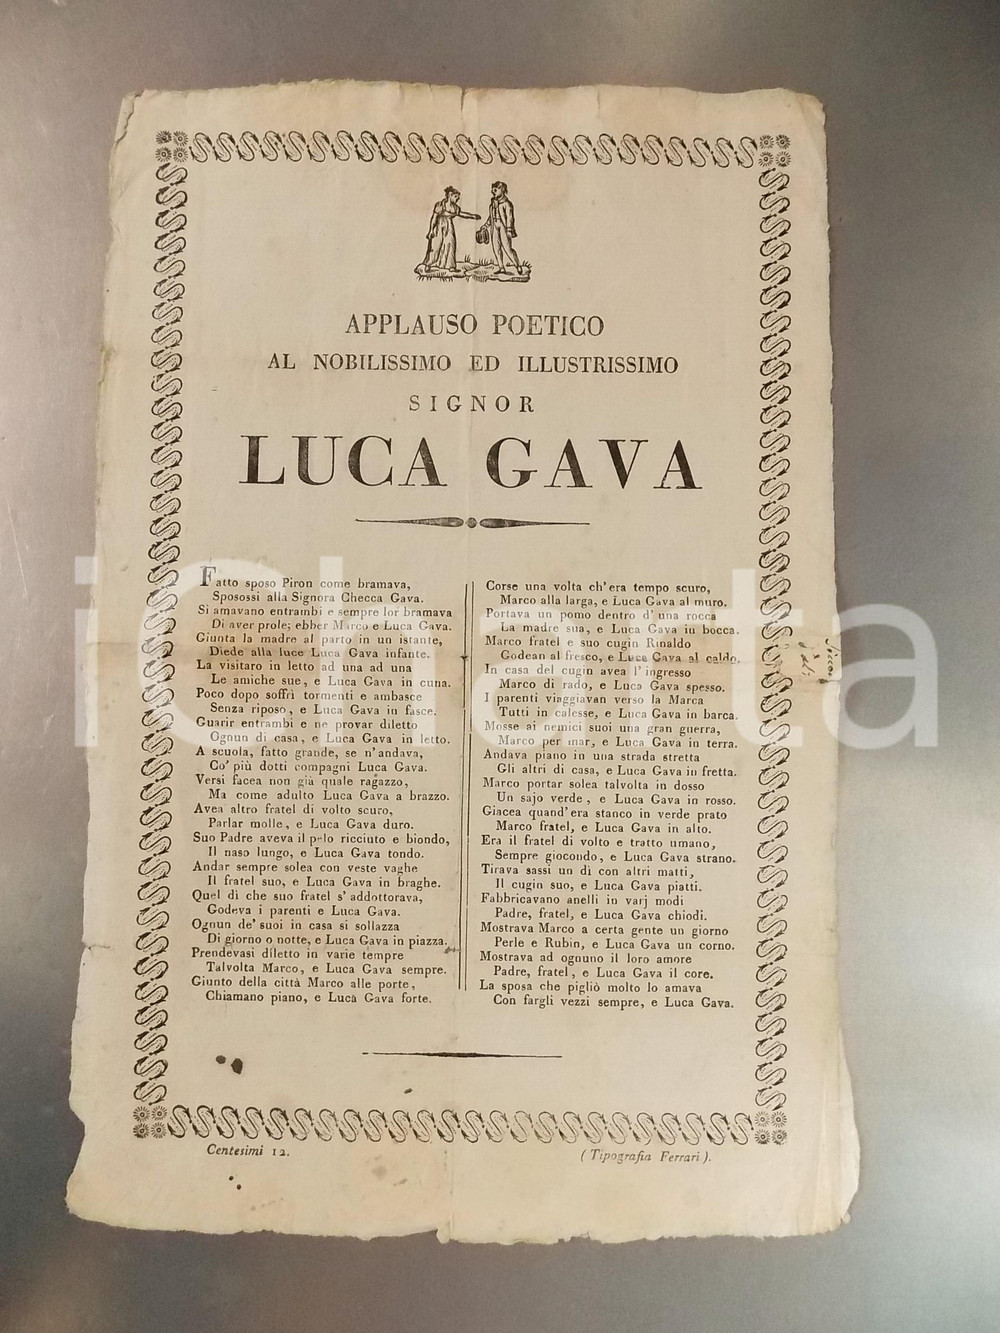 APPLAUSO POETICO
AL NOBILISSIMO ED ILLUSTRISSIMO
SIGNOR
LUCA GAVA
Fatto sposo Piron come bramava,
Sposossi alla Signora Checca Gava.
Si amavano entrambi e sempre lor bramava
Di aver prole; ebber Marco e Luca Gava.
Giunta la madre al parto in un istante,
Diede alla luce Luca Gava infante.
La visitaro in letto ad una ad una
Le amiche sue, e Luca Gava in cuna.
Poco dopo soffrì tormenti e ambasce
Senza riposo, e Luca Gava in fasce.
Guarir entrambi e ne provar diletto
Ognun di casa, e Luca Gava in letto.
A scuola, fatto grande, se n'andava,
Co' più dotti compagni Luca Gava.
Versi facea non già quale ragazzo,
Ma come adulto Luca Gava a brazzo.
Avea altro fratel di volto scuro,
Parlar molle, e Luca Gava duro.
Suo Padre aveva il pelo ricciuto e biondo,
Il naso lungo, e Luca Gava tondo.
Andar sempre solea con veste vaghe
Il fratel suo, e Luca Gava in braghe.
Quel dì che suo fratel s'addottorava,
Godeva i parenti e Luca Gava.
Ognun de' suoi in casa si sollazza
Di giorno o notte, e Luca Gava in piazza.
Prendevasi diletto in varie tempre
Talvolta Marco, e Luca Gava sempre.
Giunto della città Marco alle porte,
Chiamano piano, e Luca Gava forte.
Corse una volta ch'era tempo scuro,
Marco alla larga, e Luca Gava al muro.
Portava un pomo dentro d'una rocca
La madre sua, e Luca Gava in bocca.
Marco fratel e suo cugin Rinaldo
Godean al fresco, e Luca Gava al caldo.
In casa del cugin avea l'ingresso
Marco di rado, e Luca Gava spesso.
I parenti viaggiavan verso la Marca
Tutti in calesse, e Luca Gava in barca.
Mosse ai nemici suoi una gran guerra,
Marco per mar, e Luca Gava in terra.
Andava piano in una strada stretta
Gli altri di casa, e Luca Gava in fretta.
Marco portar solea talvolta in dosso
Un sajo verde, e Luca Gava in rosso.
Giacea quand'era stanco in verde prato
Marco fratel, e Luca Gava in alto.
Era il fratel di volto e tratto umano,
Sempre giocondo, e Luca Gava strano.
Tirava sassi un dì con altri matti,
Il cugin suo, e Luca Gava piatti.
Fabbricavano anelli in varj modi
Padre, fratel, e Luca Gava chiodi.
Mostrava Marco a certa gente un giorno
Perle e Rubin, e Luca Gava un corno.
Mostrava ad ognuno il loro amore
Padre, fratel, e Luca Gava il core.
La sposa che pigliò molto lo amava
Con fargli vezzi sempre, e Luca Gava.
Centesimi 12.
(Tipografia Ferrari).
iCharta